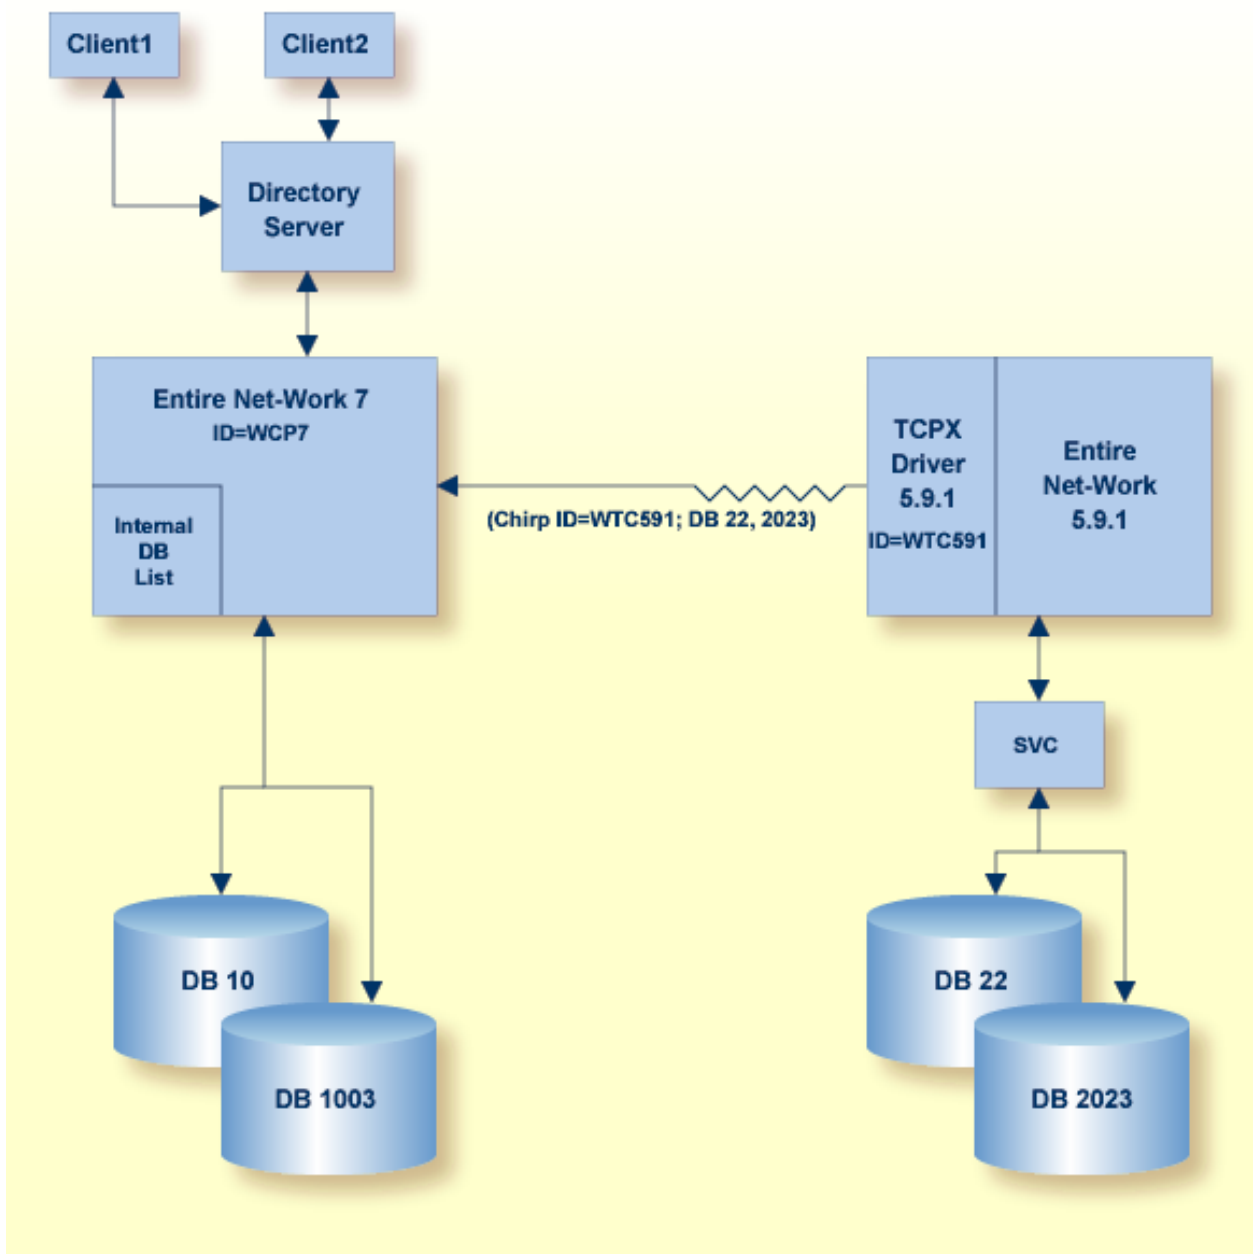 Client1
Client2
Directory
Server
Entire Net-Work 7
ID=WCP7
Internal
DB
List
(Chirp ID=WTC591; DB 22, 2023)
TCPX
Driver
5.9.1
ID=WTC591
Entire
Net-Work
5.9.1
SVC
DB 10
DB 1003
DB 22
DB 2023